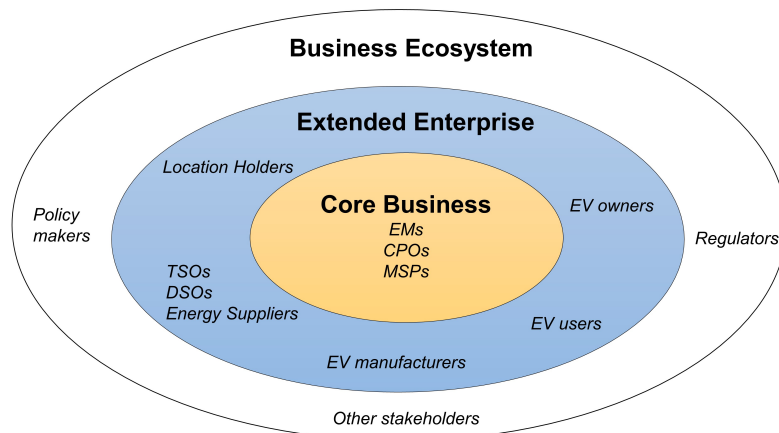 Business Ecosystem
Extended Enterprise
Location Holders
Core Business
EMs
CPOs
MSPs
EV owners
Policy
makers
Regulators
TSOs
DSOs
Energy Suppliers
EV users
EV manufacturers
Other stakeholders